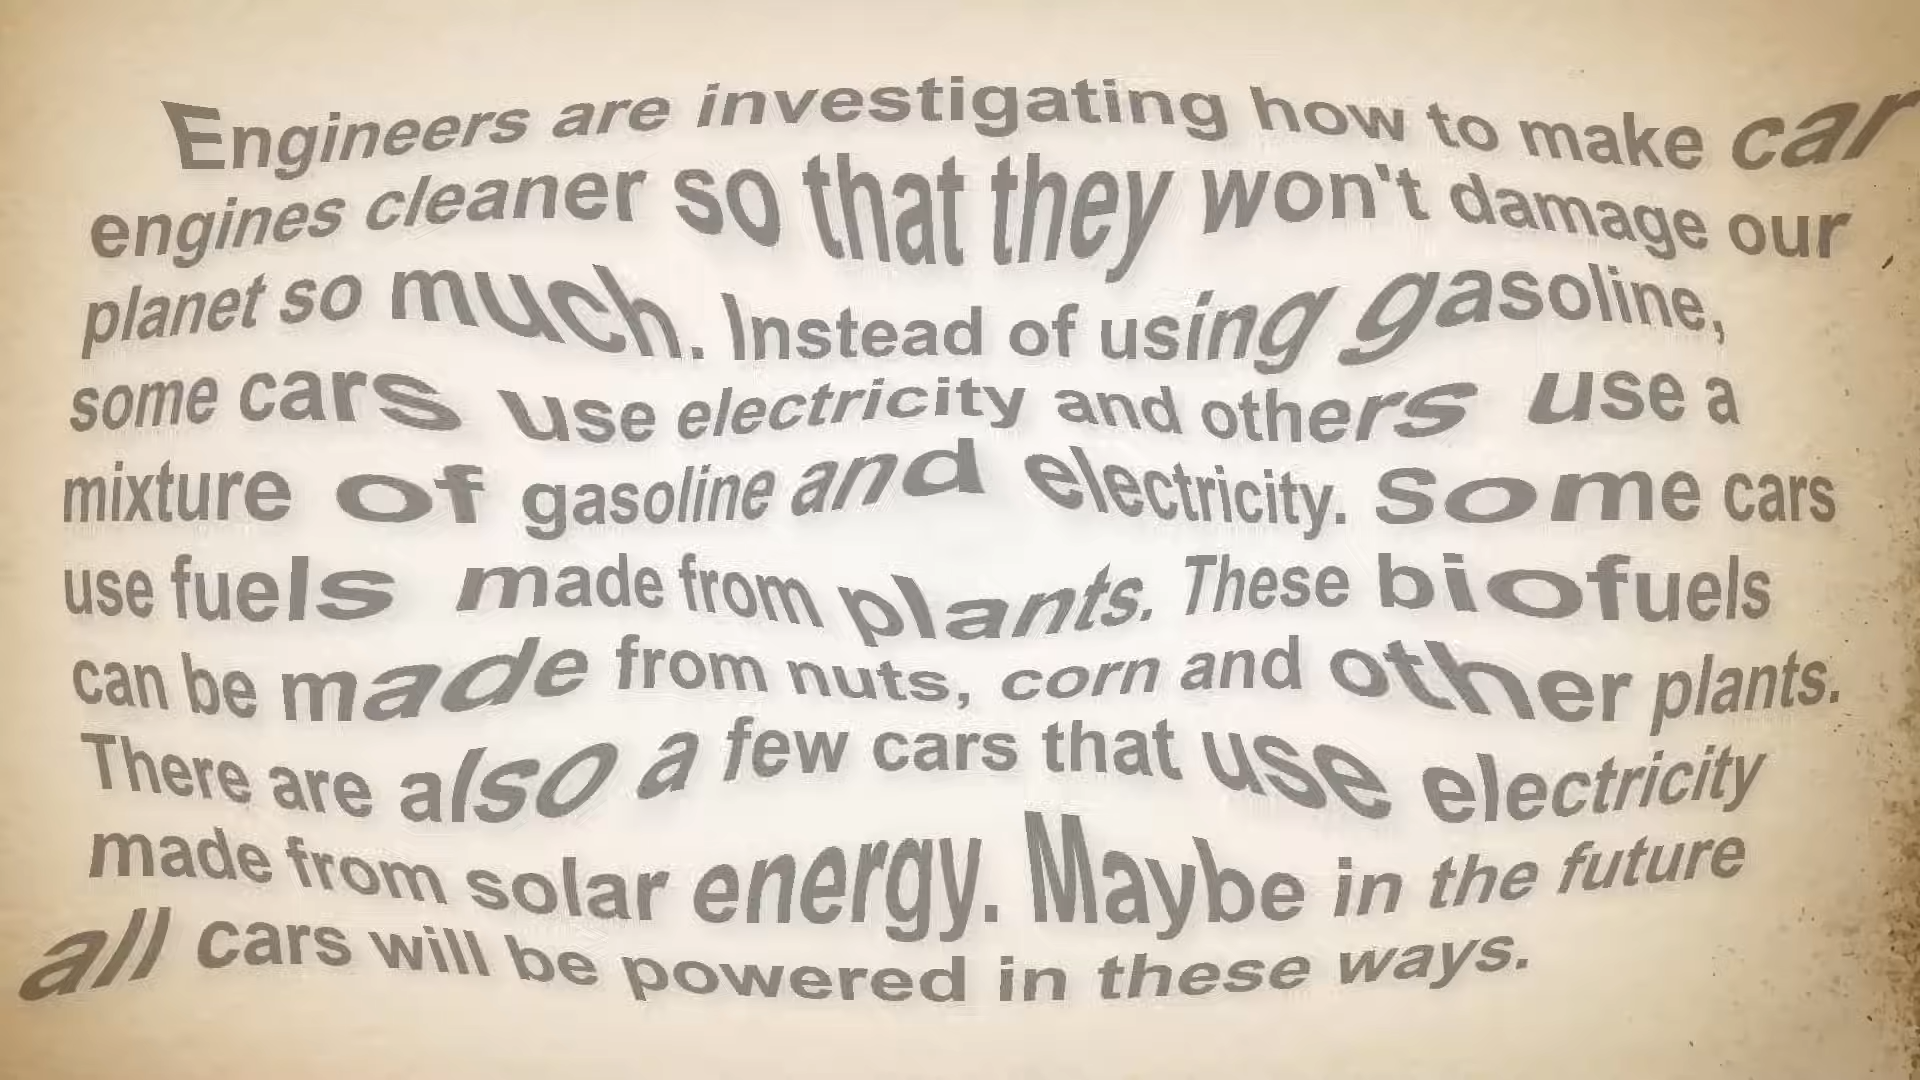 Engineers are investigating how to make car
engines cleaner so that they won't damage our
planet so much. Instead of using gasoline,
some cars use electricity and others use a
mixture of gasoline and electricity. Some cars
use fuels made from plants. These biofuels
can be made from nuts, corn and other plants.
There are also a few cars that use electricity
made from solar energy. Maybe in the future
all cars will be powered in these ways.